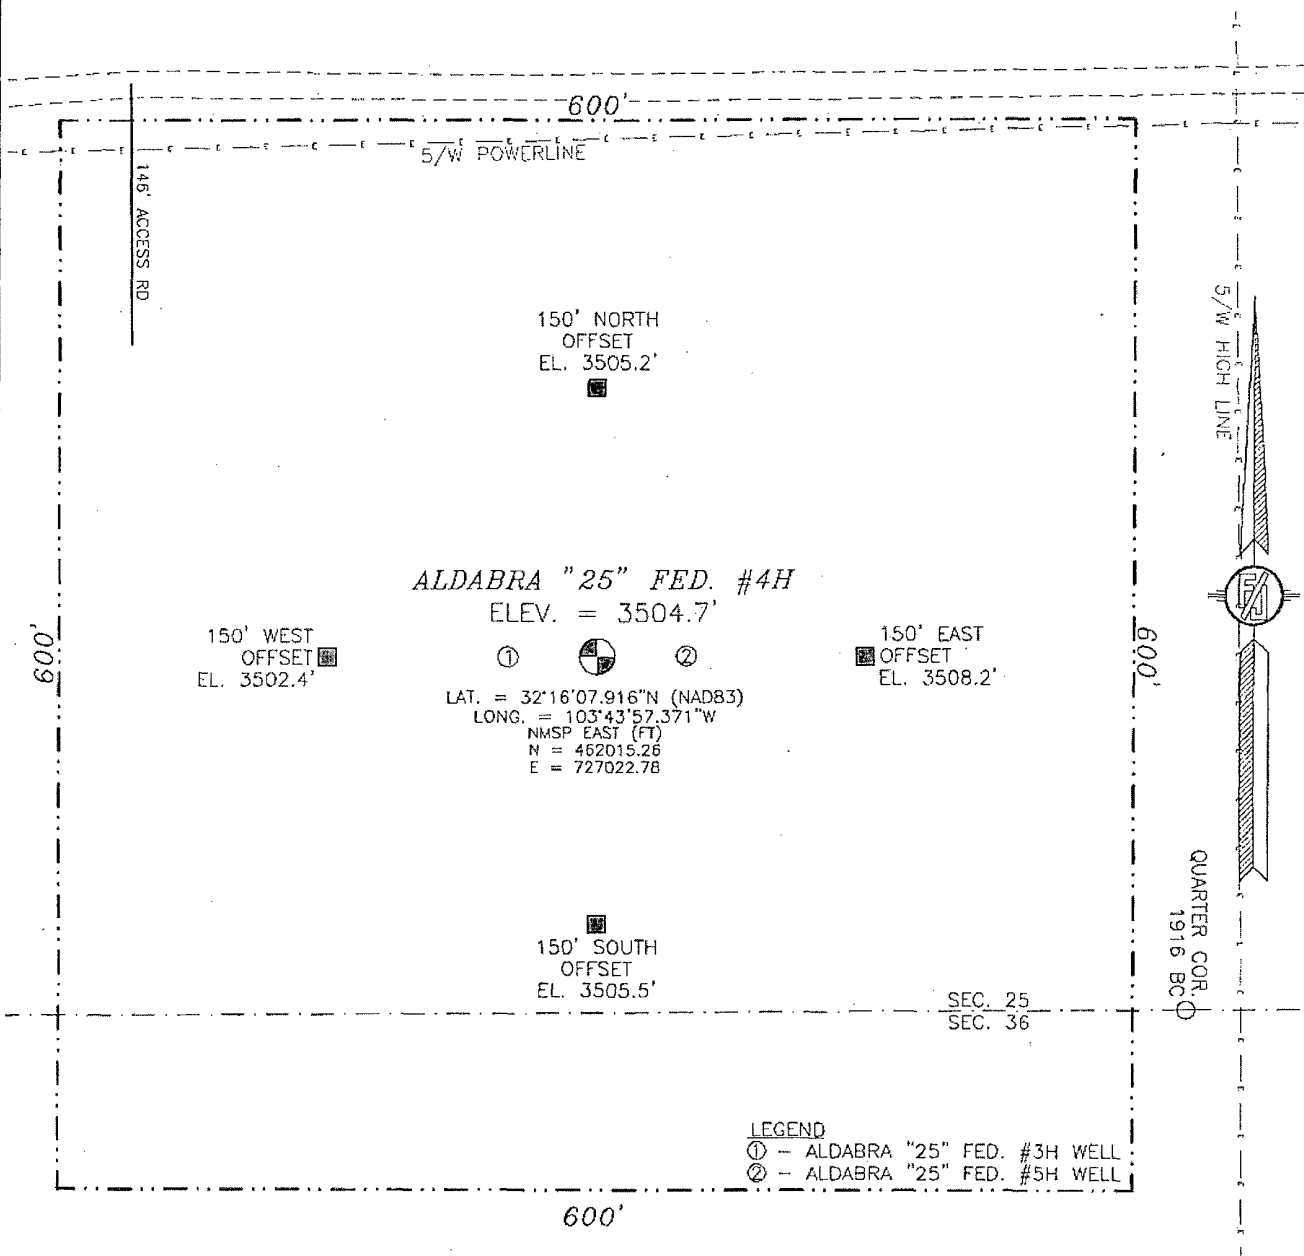 600'
5/W POWERLINE
146' ACCESS RD
150' NORTH
OFFSET
EL. 3505.2'
5/W HIGH LINE
ALDABRA "25" FED. #4H
ELEV. = 3504.7'
600'
150' WEST
OFFSET
EL. 3502.4'
1
2
150' EAST
OFFSET
EL. 3508.2'
600'
LAT. = 32°16'07.916"N (NAD83)
LONG. = 103°43'57.371"W
NMSP EAST (FT)
N = 462015.26
E = 727022.78
150' SOUTH
OFFSET
EL. 3505.5'
QUARTER COR.
1916 BC
SEC. 25
SEC. 36
LEGEND
① - ALDABRA "25" FED. #3H WELL
② - ALDABRA "25" FED. #5H WELL
600'